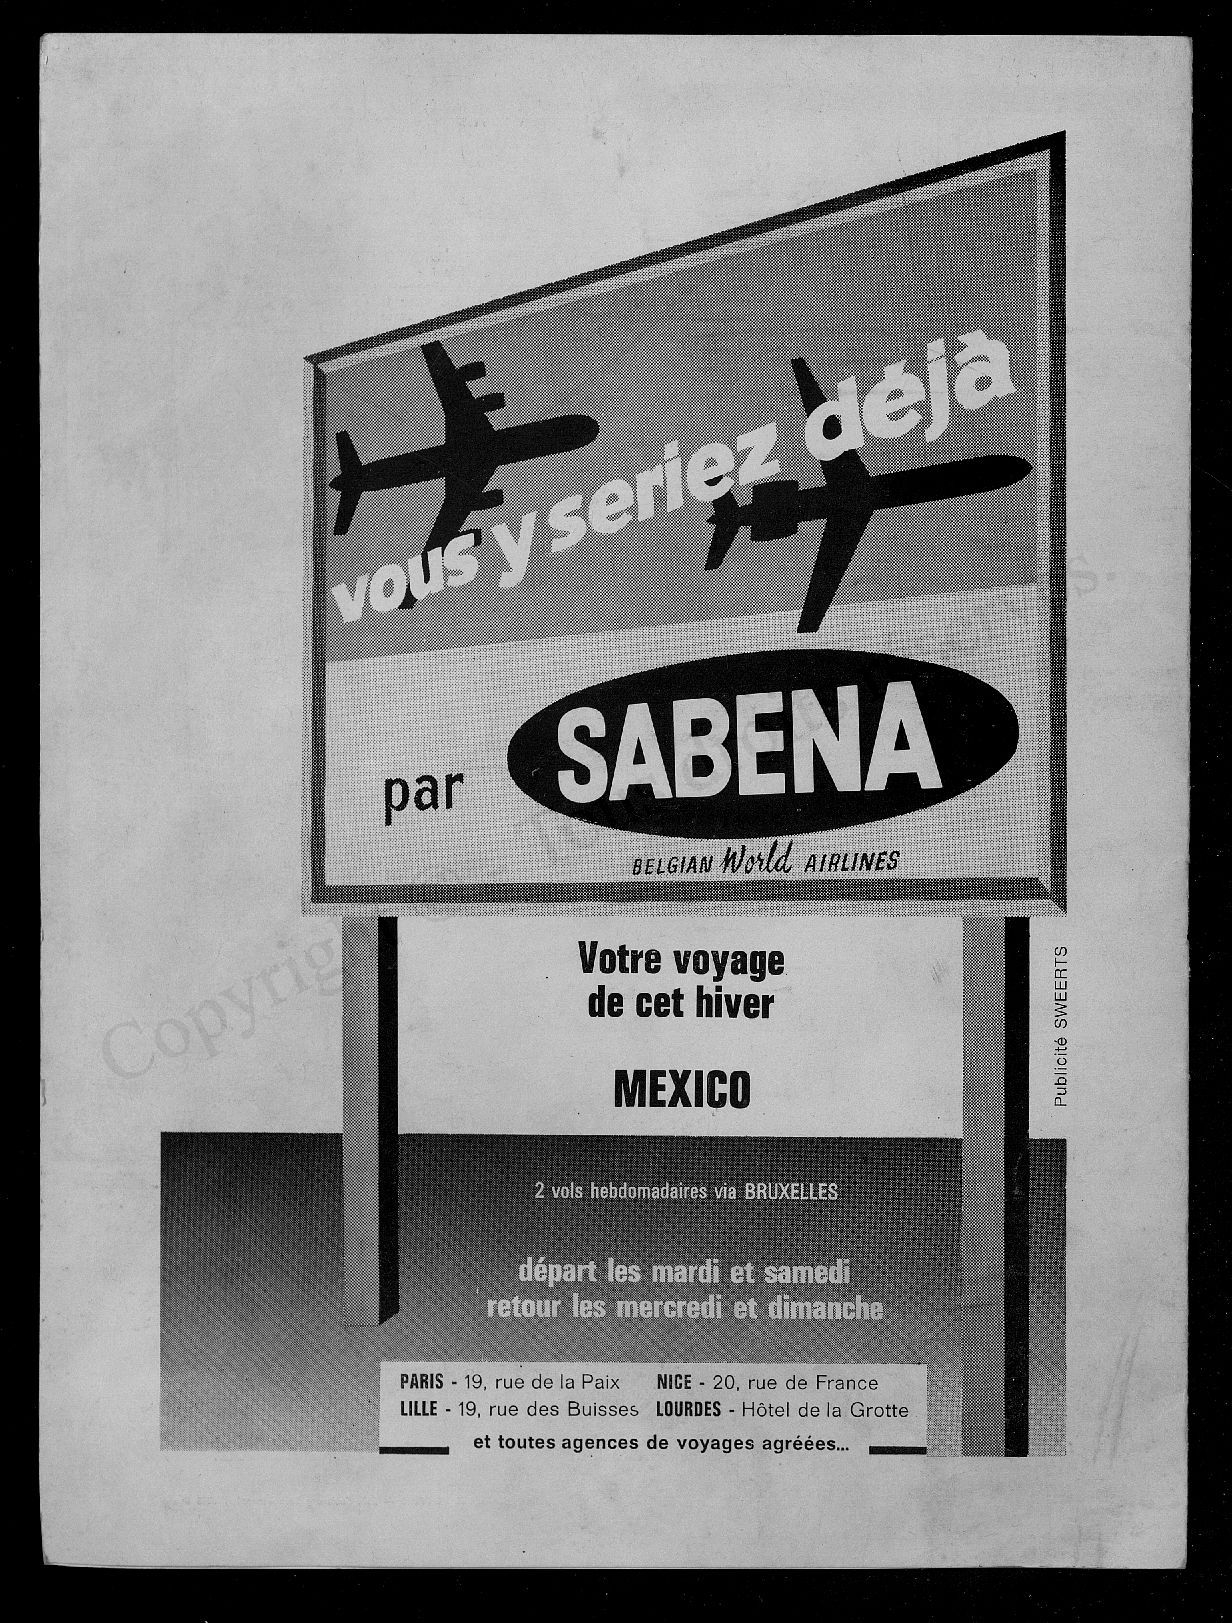 vous y seriez déjà
par SABENA
BELGIAN World AIRLINES
Votre voyage
de cet hiver
MEXICO
Publicité SWEERTS
2 vols hebdomadaires via BRUXELLES
départ les mardi et samedi
retour les mercredi et dimanche
PARIS - 19, rue de la Paix NICE - 20, rue de France
LILLE - 19, rue des Buisses LOURDES - Hôtel de la Grotte
et toutes agences de voyages agréées...